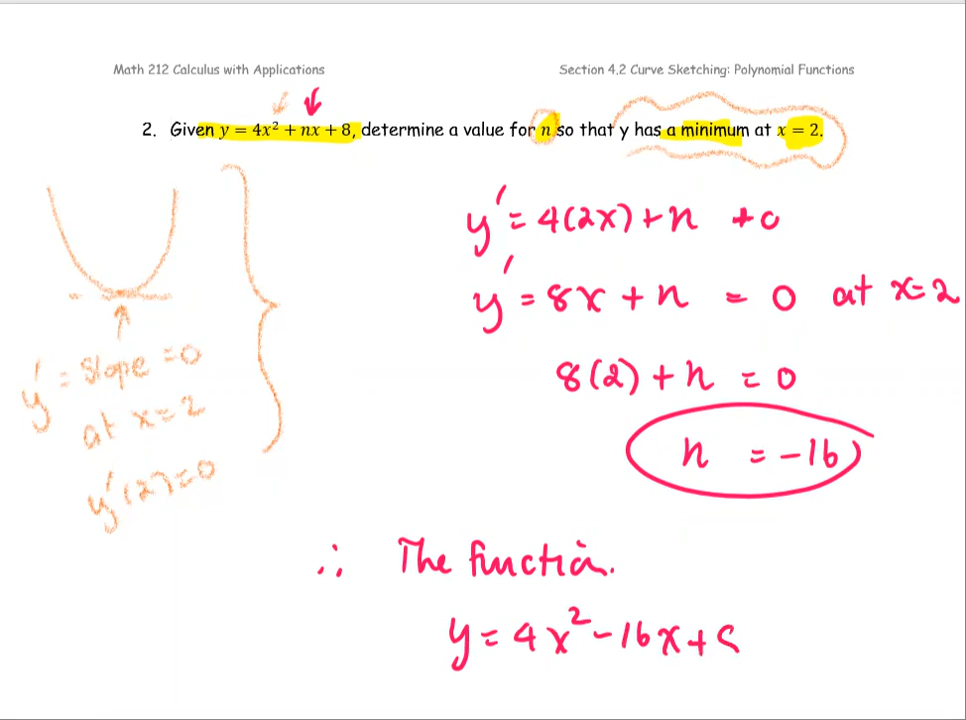 Math 212 Calculus with Applications
Section 4.2 Curve Sketching: Polynomial Functions
2. Given y = 4x² + nx + 8, determine a value for n so that y has a minimum at x = 2.
y' = 4(2x) + n + 0
y' = 8x + n = 0 at x=2
8(2) + n = 0
n = -16
y' = slope = 0
at x = 2
y'(2) = 0
∴ The function.
y = 4x² - 16x +